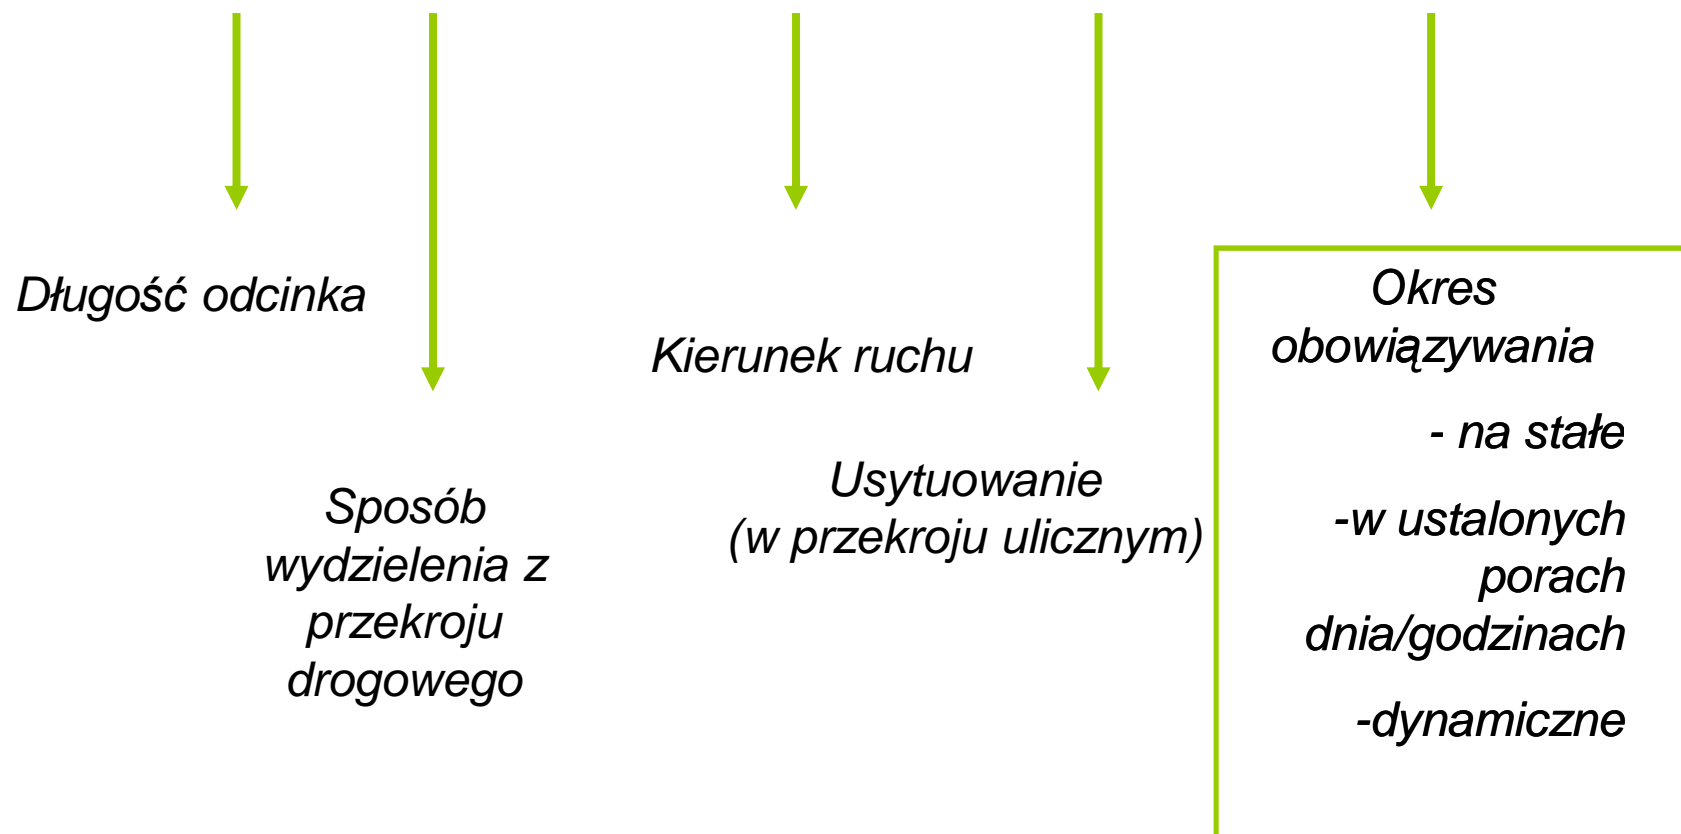 Długość odcinka
Sposób
wydzielenia z
przekroju
drogowego
Kierunek ruchu
Usytuowanie
(w przekroju ulicznym)
Okres
obowiązywania
- na stałe
-w ustalonych
porach
dnia/godzinach
-dynamiczne